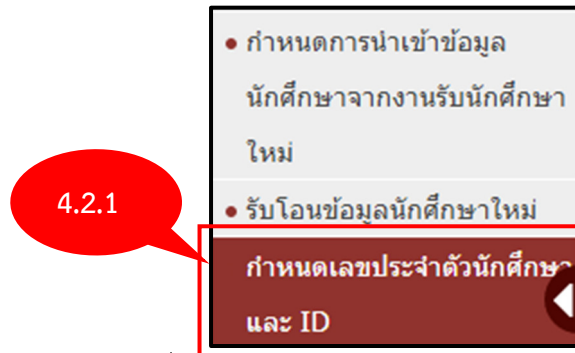 กำหนดการนำเข้าข้อมูล
นักศึกษาจากงานรับนักศึกษา
ใหม่
4.2.1
รับโอนข้อมูลนักศึกษาใหม่
กำหนดเลขประจำตัวนักศึกษา
และ ID